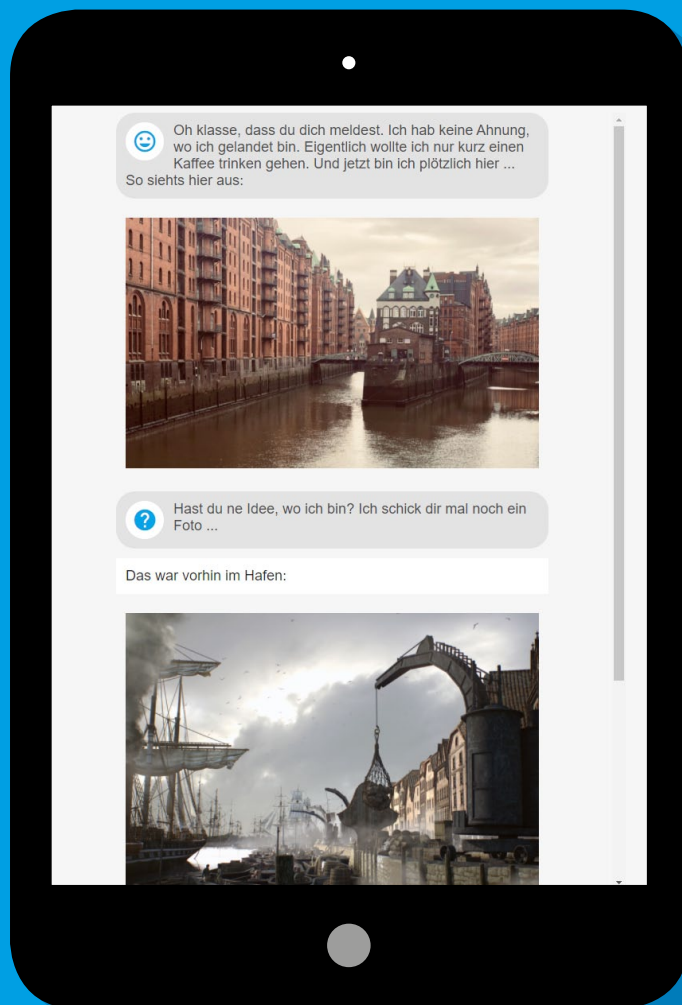 Oh klasse, dass du dich meldest. Ich hab keine Ahnung,
wo ich gelandet bin. Eigentlich wollte ich nur kurz einen
Kaffee trinken gehen. Und jetzt bin ich plötzlich hier ...
So siehts hier aus:
Hast du ne Idee, wo ich bin? Ich schick dir mal noch ein
Foto ...
Das war vorhin im Hafen: